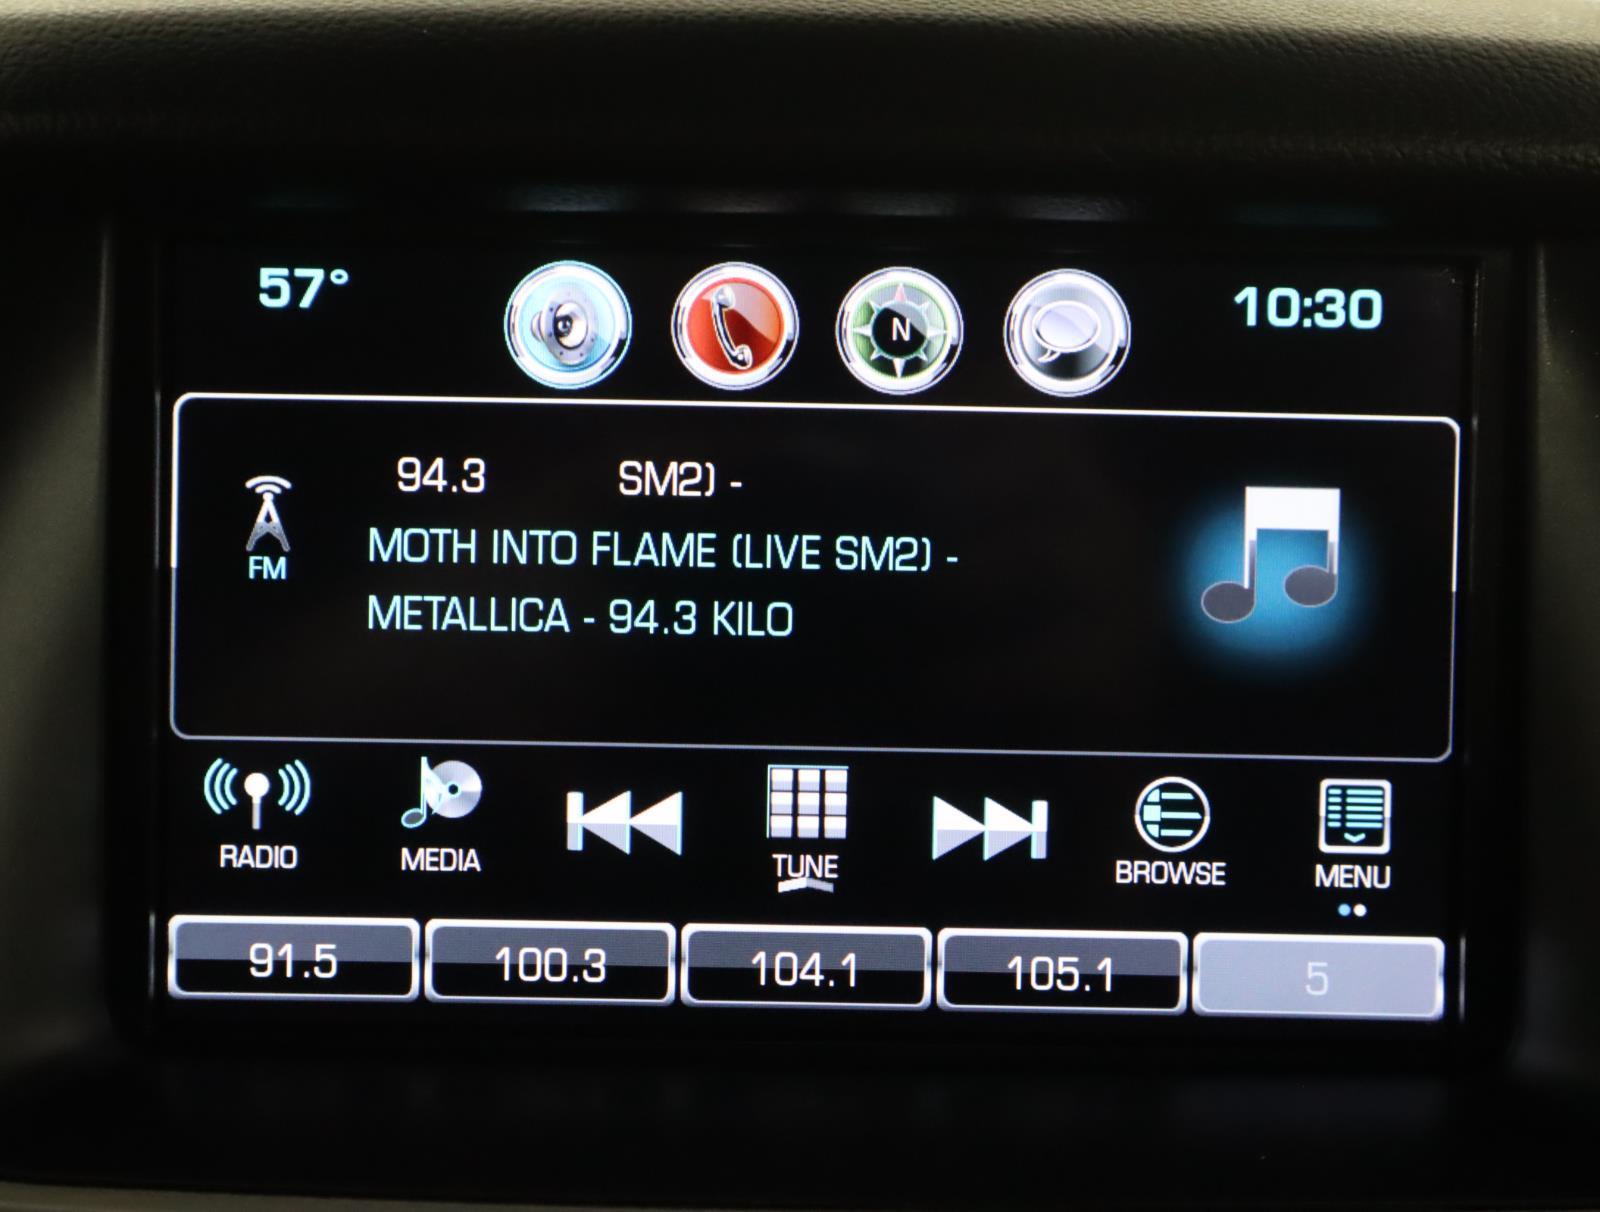 57° 10:30
N
94.3 SM2) -
MOTH INTO FLAME (LIVE SM2) -
FM
METALLICA - 94.3 KILO
RADIO MEDIA TUNE BROWSE MENU
91.5 100.3 104.1 105.1 5